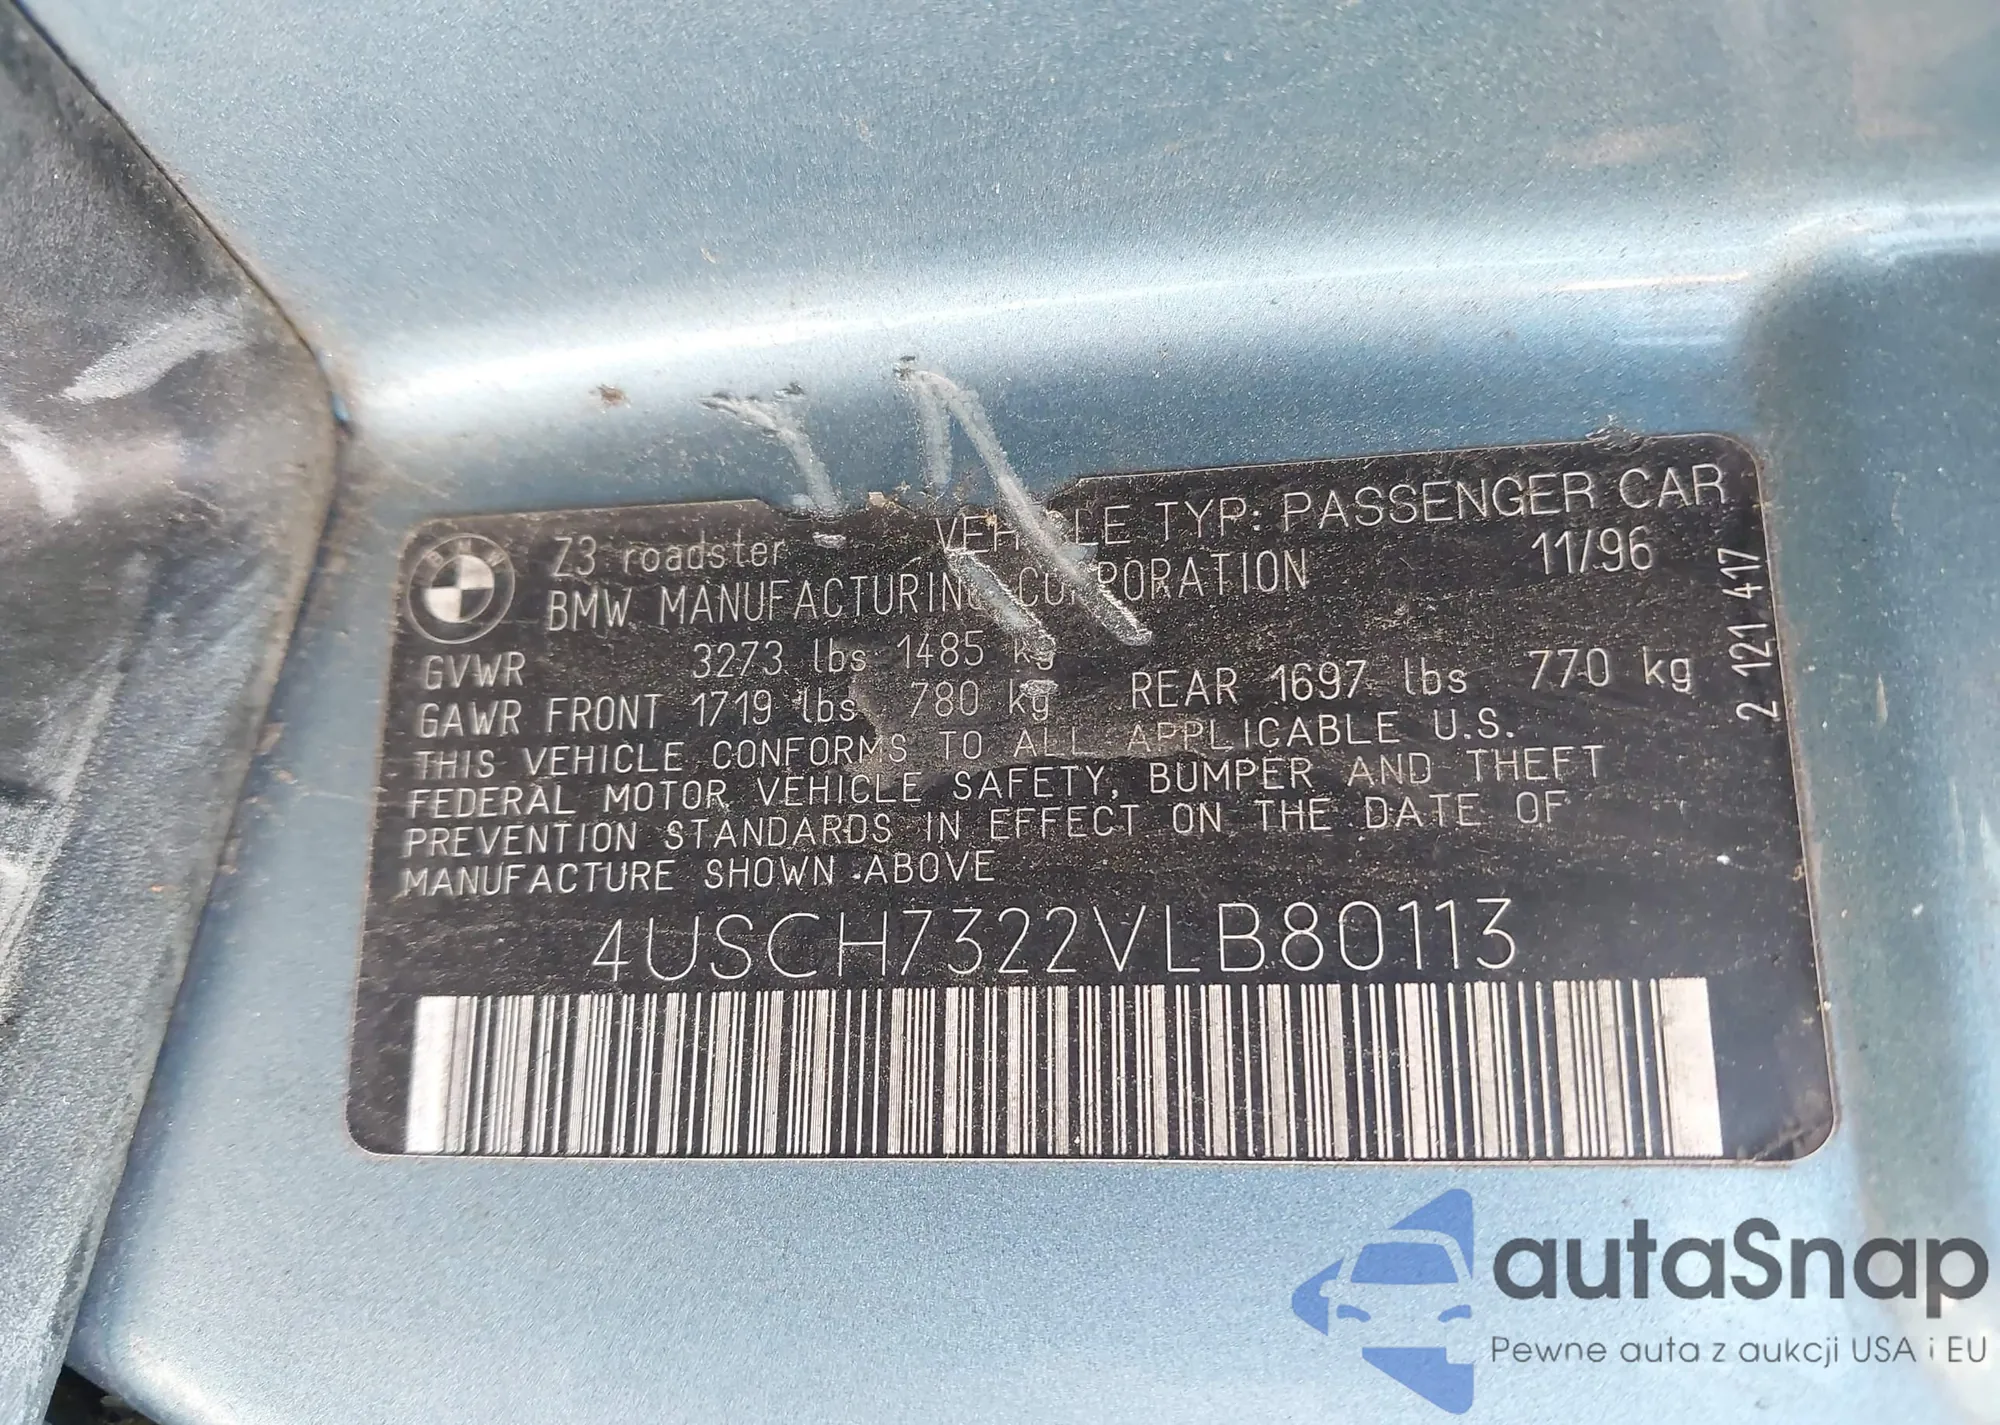 BMW
VEHICLE TYP: PASSENGER CAR
Z3 roadster 11/96
BMW MANUFACTURING CORPORATION
GVWR 3273 lbs 1485 kg
GAWR FRONT 1719 lbs 780 kg REAR 1697 lbs 770 kg
THIS VEHICLE CONFORMS TO ALL APPLICABLE U.S.
FEDERAL MOTOR VEHICLE SAFETY, BUMPER AND THEFT
PREVENTION STANDARDS IN EFFECT ON THE DATE OF
MANUFACTURE SHOWN ABOVE
2 121 417
4USCH7322VLB80113
autaSnap
Pewne auta z aukcji USA i EU